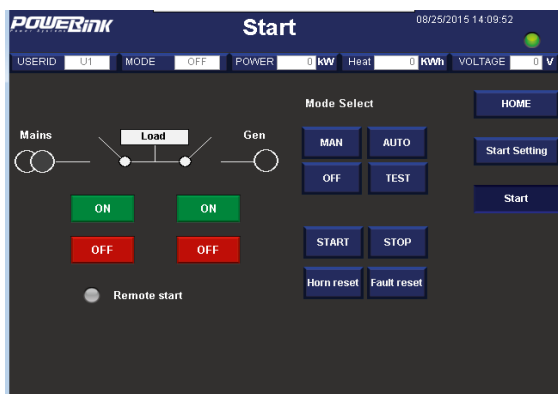 POWERLINK Start 08/25/2015 14:09:52
Power Systems
USERID U1 MODE OFF POWER 0 kW Heat 0 KWh VOLTAGE 0 V
Mode Select HOME
Mains Load Gen
MAN AUTO
Start Setting
OFF TEST
Start
ON ON
OFF OFF
START STOP
Horn reset Fault reset
Remote start